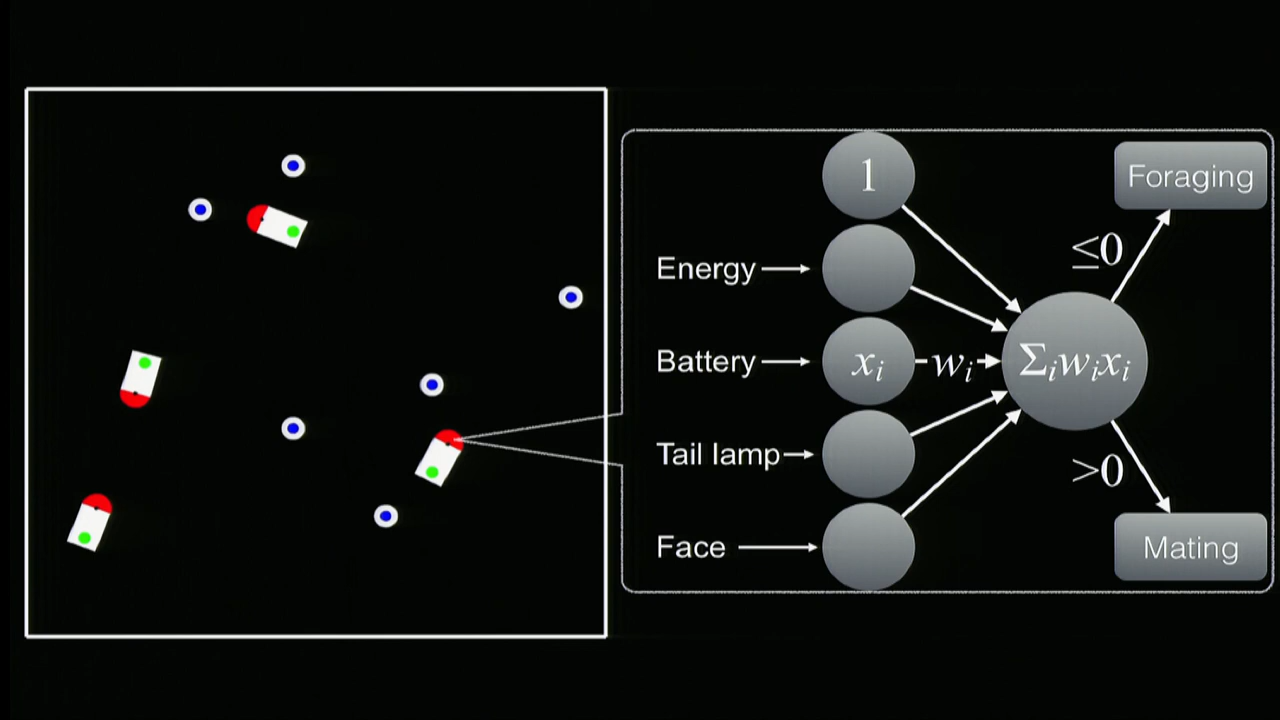 1
Foraging
≤0
Energy
Battery
xᵢ
wᵢ
Σᵢwᵢxᵢ
Tail lamp
>0
Face
Mating